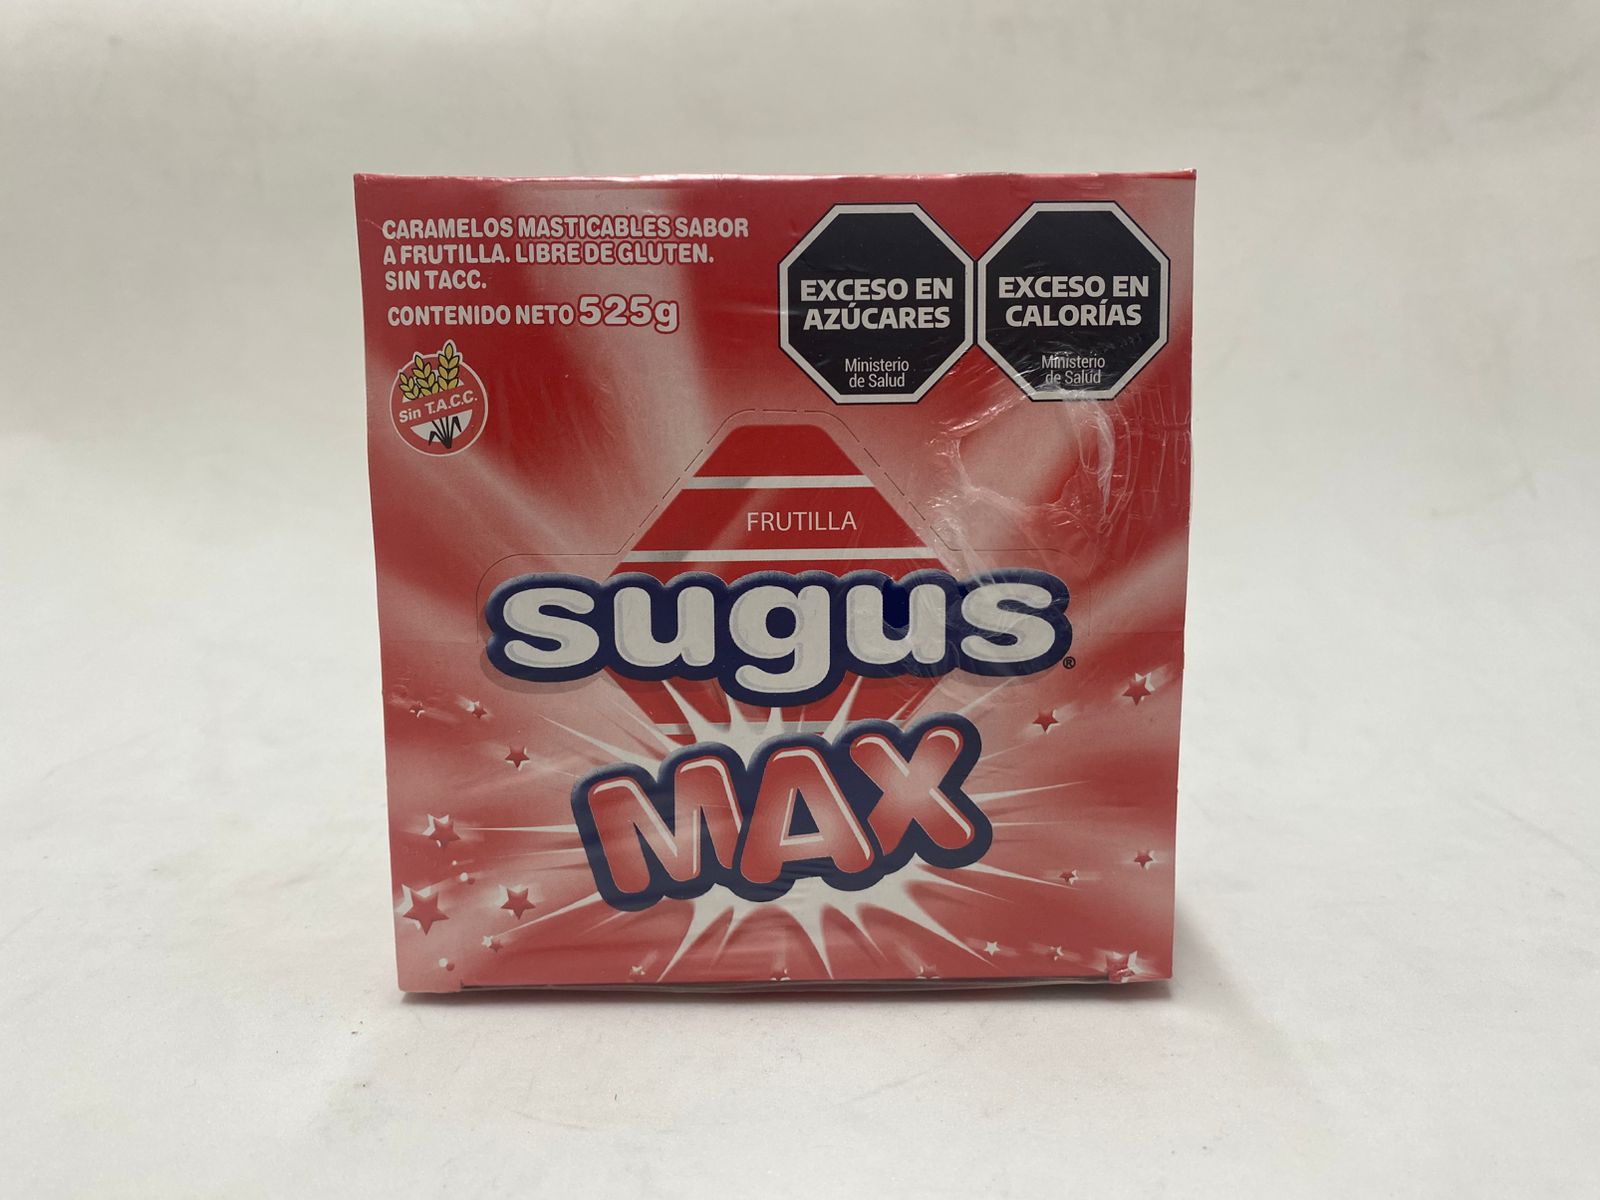 CARAMELOS MASTICABLES SABOR
A FRUTILLA. LIBRE DE GLUTEN.
SIN TACC.
CONTENIDO NETO 525g
Sin T.A.C.C.
EXCESO EN
AZÚCARES
Ministerio
de Salud
EXCESO EN
CALORÍAS
Ministerio
de Salud
FRUTILLA
sugus®
MAX